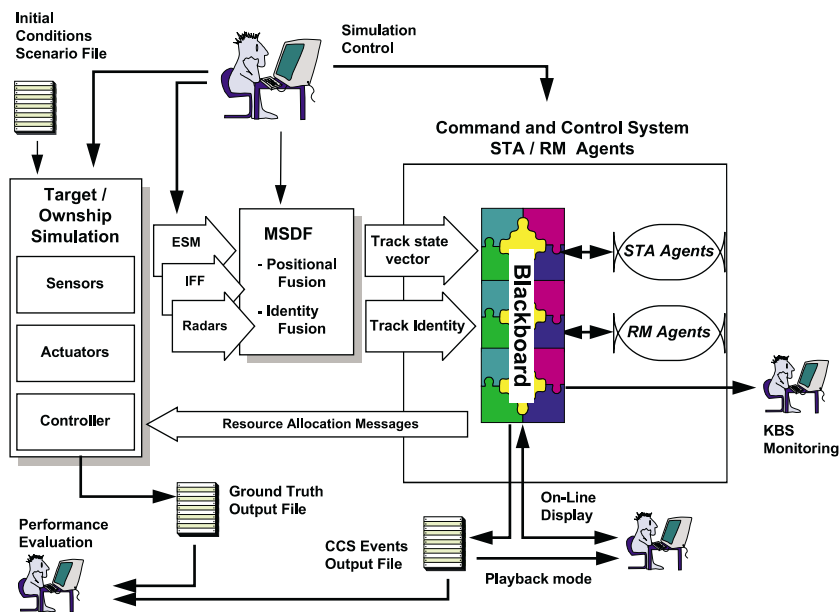 Initial
Conditions
Scenario File
Simulation
Control
Command and Control System
STA / RM Agents
Target /
Ownship
Simulation
Sensors
Actuators
Controller
ESM
IFF
Radars
MSDF
- Positional
Fusion
- Identity
Fusion
Track state
vector
Track Identity
Blackboard
STA Agents
RM Agents
Resource Allocation Messages
KBS
Monitoring
Ground Truth
Output File
On-Line
Display
Performance
Evaluation
CCS Events
Output File
Playback mode